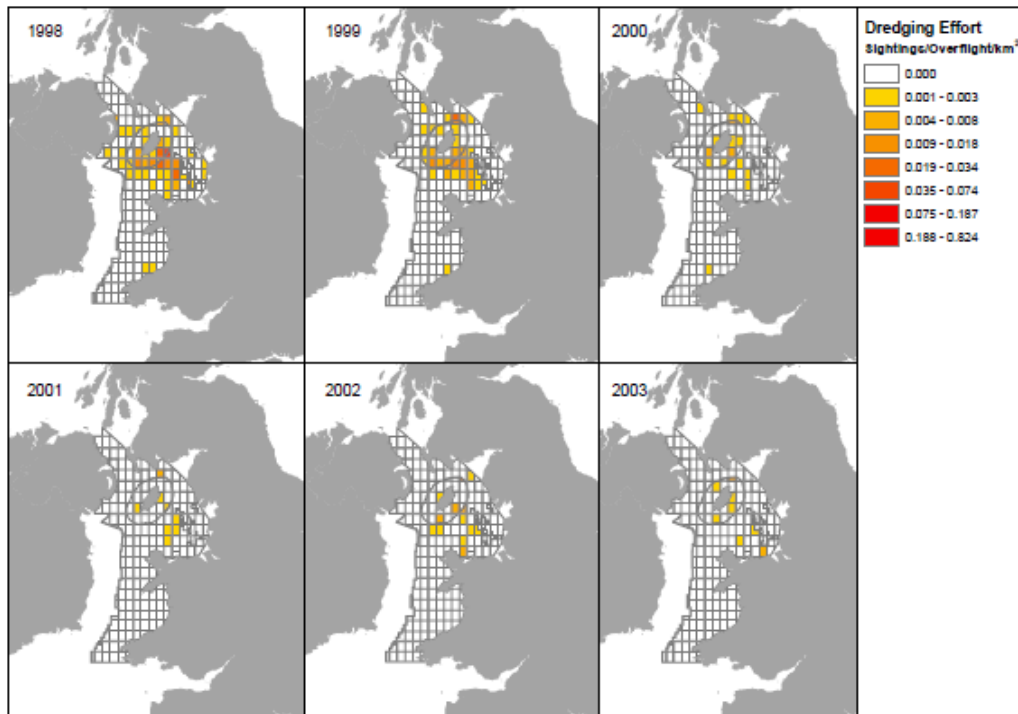 1998
1999
2000
Dredging Effort
Sightings/Overflight/km²
0.000
0.001 - 0.003
0.004 - 0.008
0.009 - 0.018
0.019 - 0.034
0.035 - 0.074
0.075 - 0.187
0.188 - 0.824
2001
2002
2003